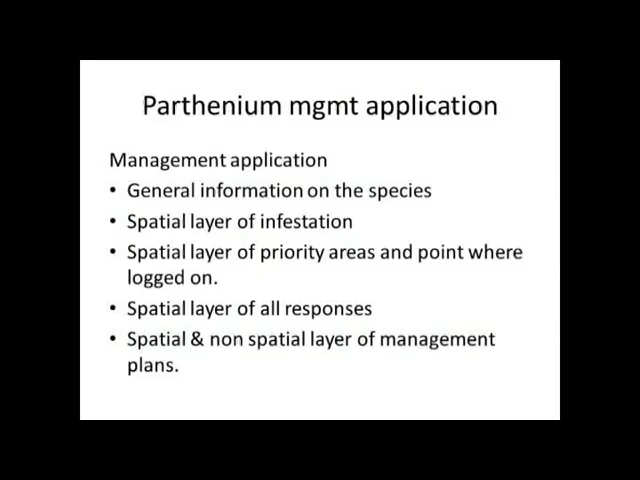 Parthenium mgmt application
Management application
• General information on the species
• Spatial layer of infestation
• Spatial layer of priority areas and point where
logged on.
• Spatial layer of all responses
• Spatial & non spatial layer of management
plans.